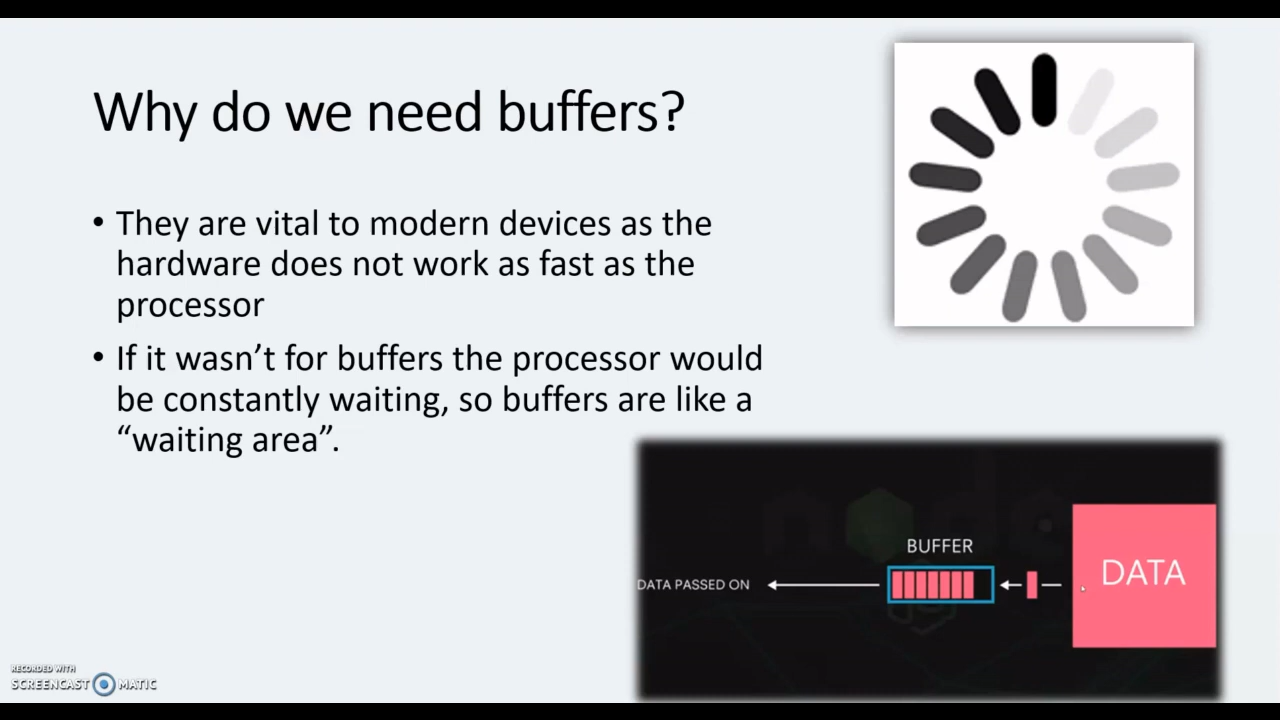 Why do we need buffers?
• They are vital to modern devices as the
hardware does not work as fast as the
processor
• If it wasn’t for buffers the processor would
be constantly waiting, so buffers are like a
“waiting area”.
BUFFER
DATA PASSED ON
DATA
node
JS
RECORDED WITH
SCREENCAST MATIC